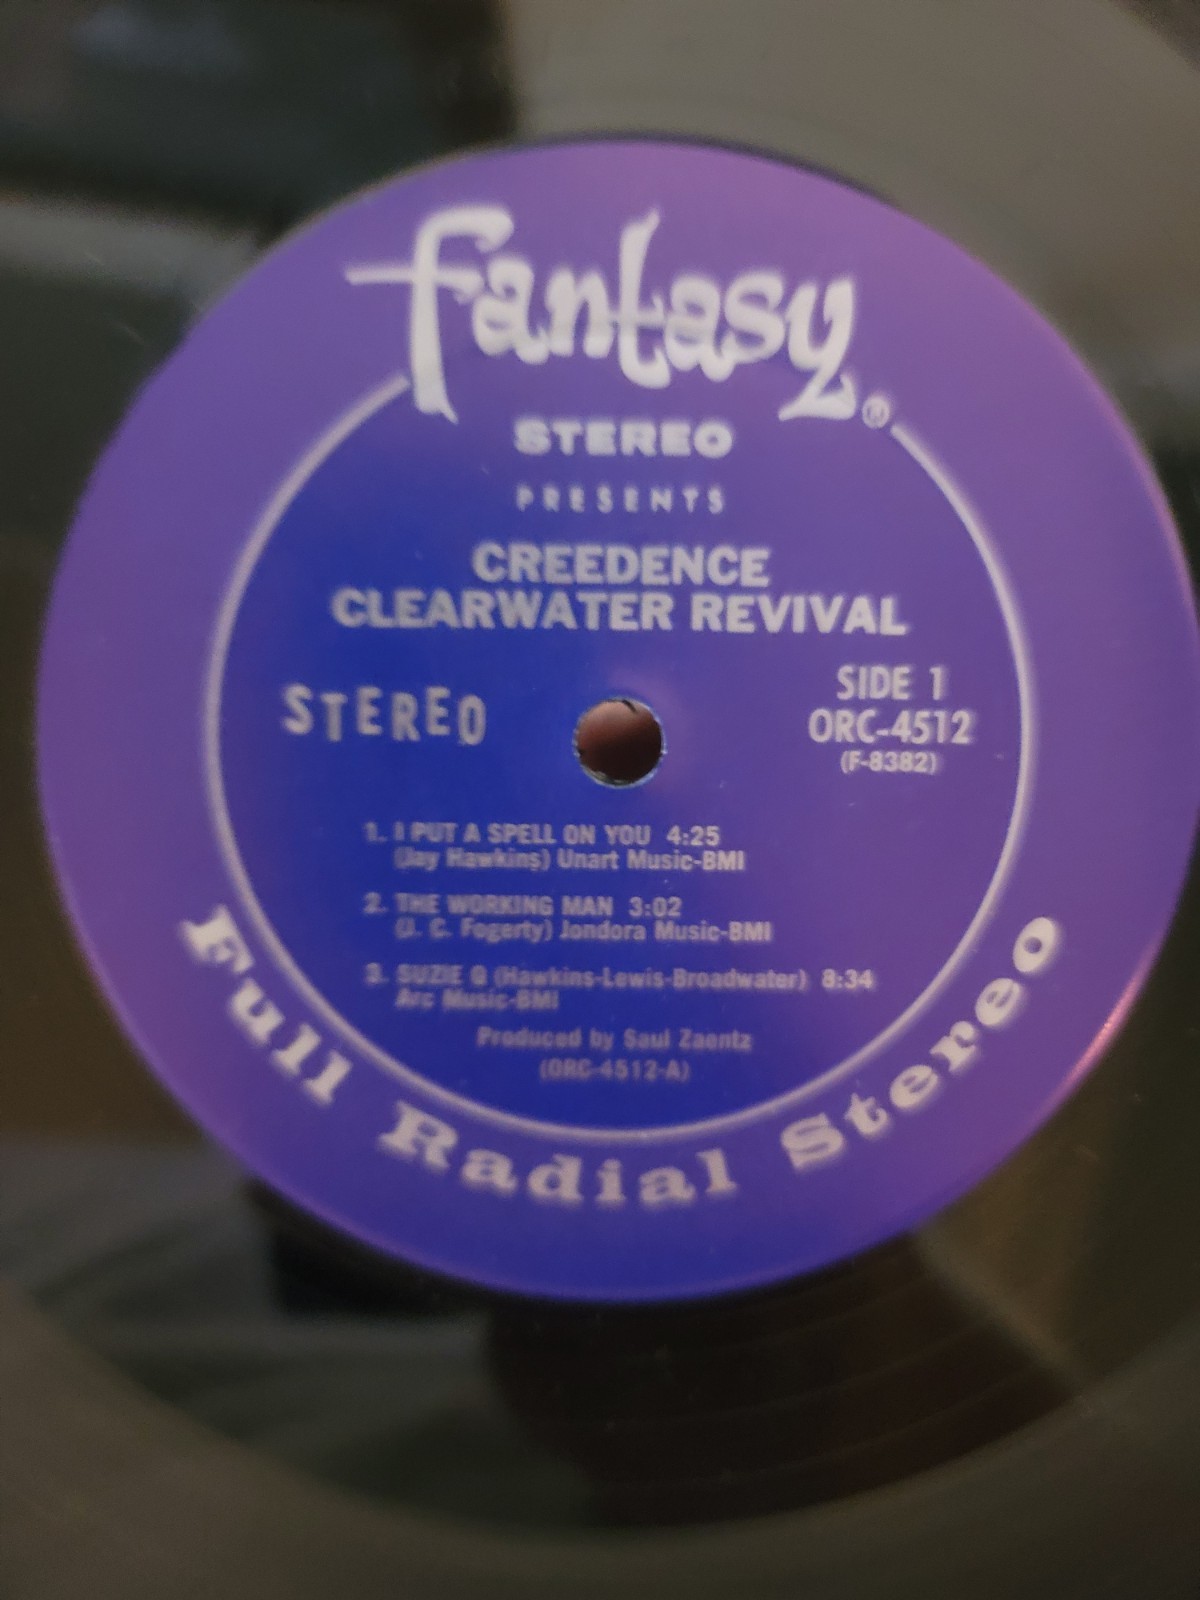 fantasy®
STEREO
PRESENTS
CREEDENCE
CLEARWATER REVIVAL
STEREO
SIDE 1
ORC-4512
(F-8382)
1. I PUT A SPELL ON YOU 4:25
(Jay Hawkins) Unart Music-BMI
2. THE WORKING MAN 3:02
(J. C. Fogerty) Jondora Music-BMI
3. SUZIE Q (Hawkins-Lewis-Broadwater) 8:34
Arc Music-BMI
Produced by Saul Zaentz
(ORC-4512-A)
Full Radial Stereo